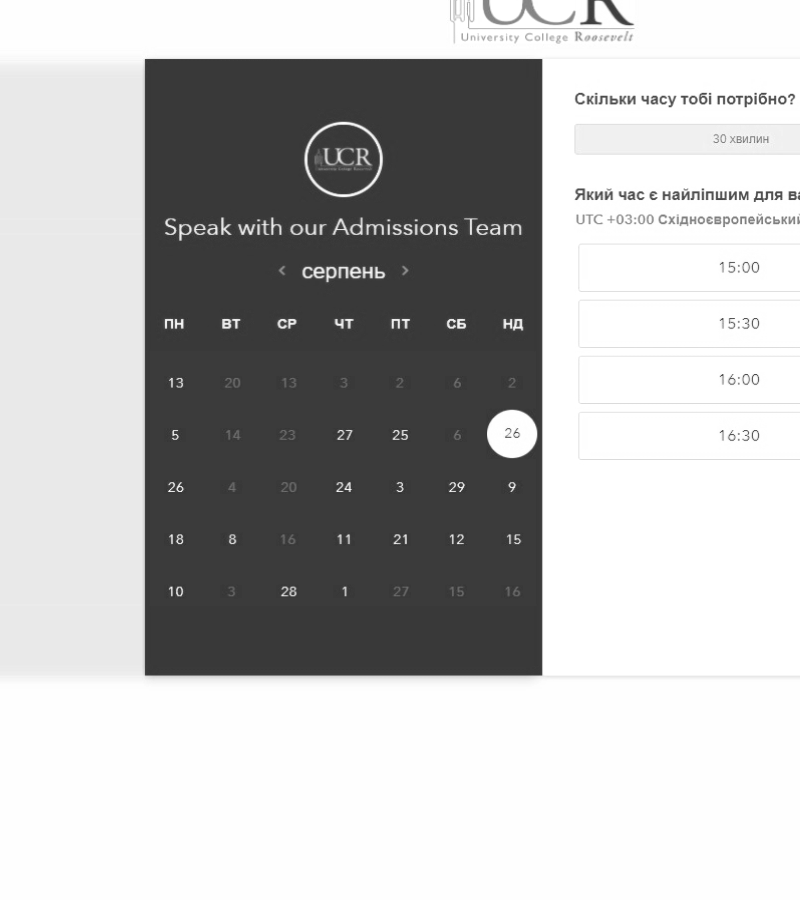 UCR
University College Roosevelt
UCR
Speak with our Admissions Team
< серпень >
ПН ВТ СР ЧТ ПТ СБ НД
13 20 13 3 2 6 2
5 14 23 27 25 6 26
26 4 20 24 3 29 9
18 8 16 11 21 12 15
10 3 28 1 27 15 16
Скільки часу тобі потрібно?
30 хвилин
Який час є найліпшим для ва
UTC +03:00 Східноєвропейський
15:00
15:30
16:00
16:30